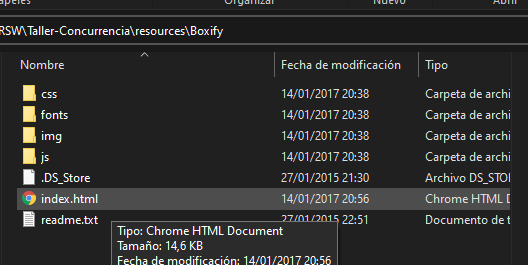 apeles Organizar Nuevo Abrir
RSW\Taller-Concurrencia\resources\Boxify
Nombre Fecha de modificación Tipo
css 14/01/2017 20:38 Carpeta de archi
fonts 14/01/2017 20:38 Carpeta de archi
img 14/01/2017 20:38 Carpeta de archi
js 14/01/2017 20:38 Carpeta de archi
.DS_Store 27/01/2015 21:30 Archivo DS_STO
index.html 14/01/2017 20:56 Chrome HTML D
readme.txt 27/01/2015 22:51 Documento de t
Tipo: Chrome HTML Document
Tamaño: 14,6 KB
Fecha de modificación: 14/01/2017 20:56